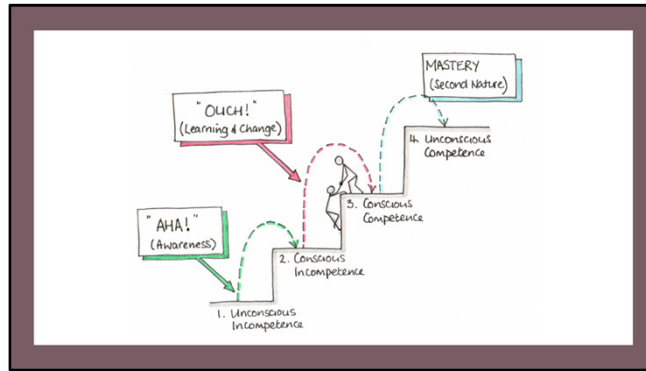 MASTERY
(Second Nature)
"OUCH!"
(Learning & Change)
4. Unconscious
Competence
3. Conscious
Competence
"AHA!"
(Awareness)
2. Conscious
Incompetence
1. Unconscious
Incompetence